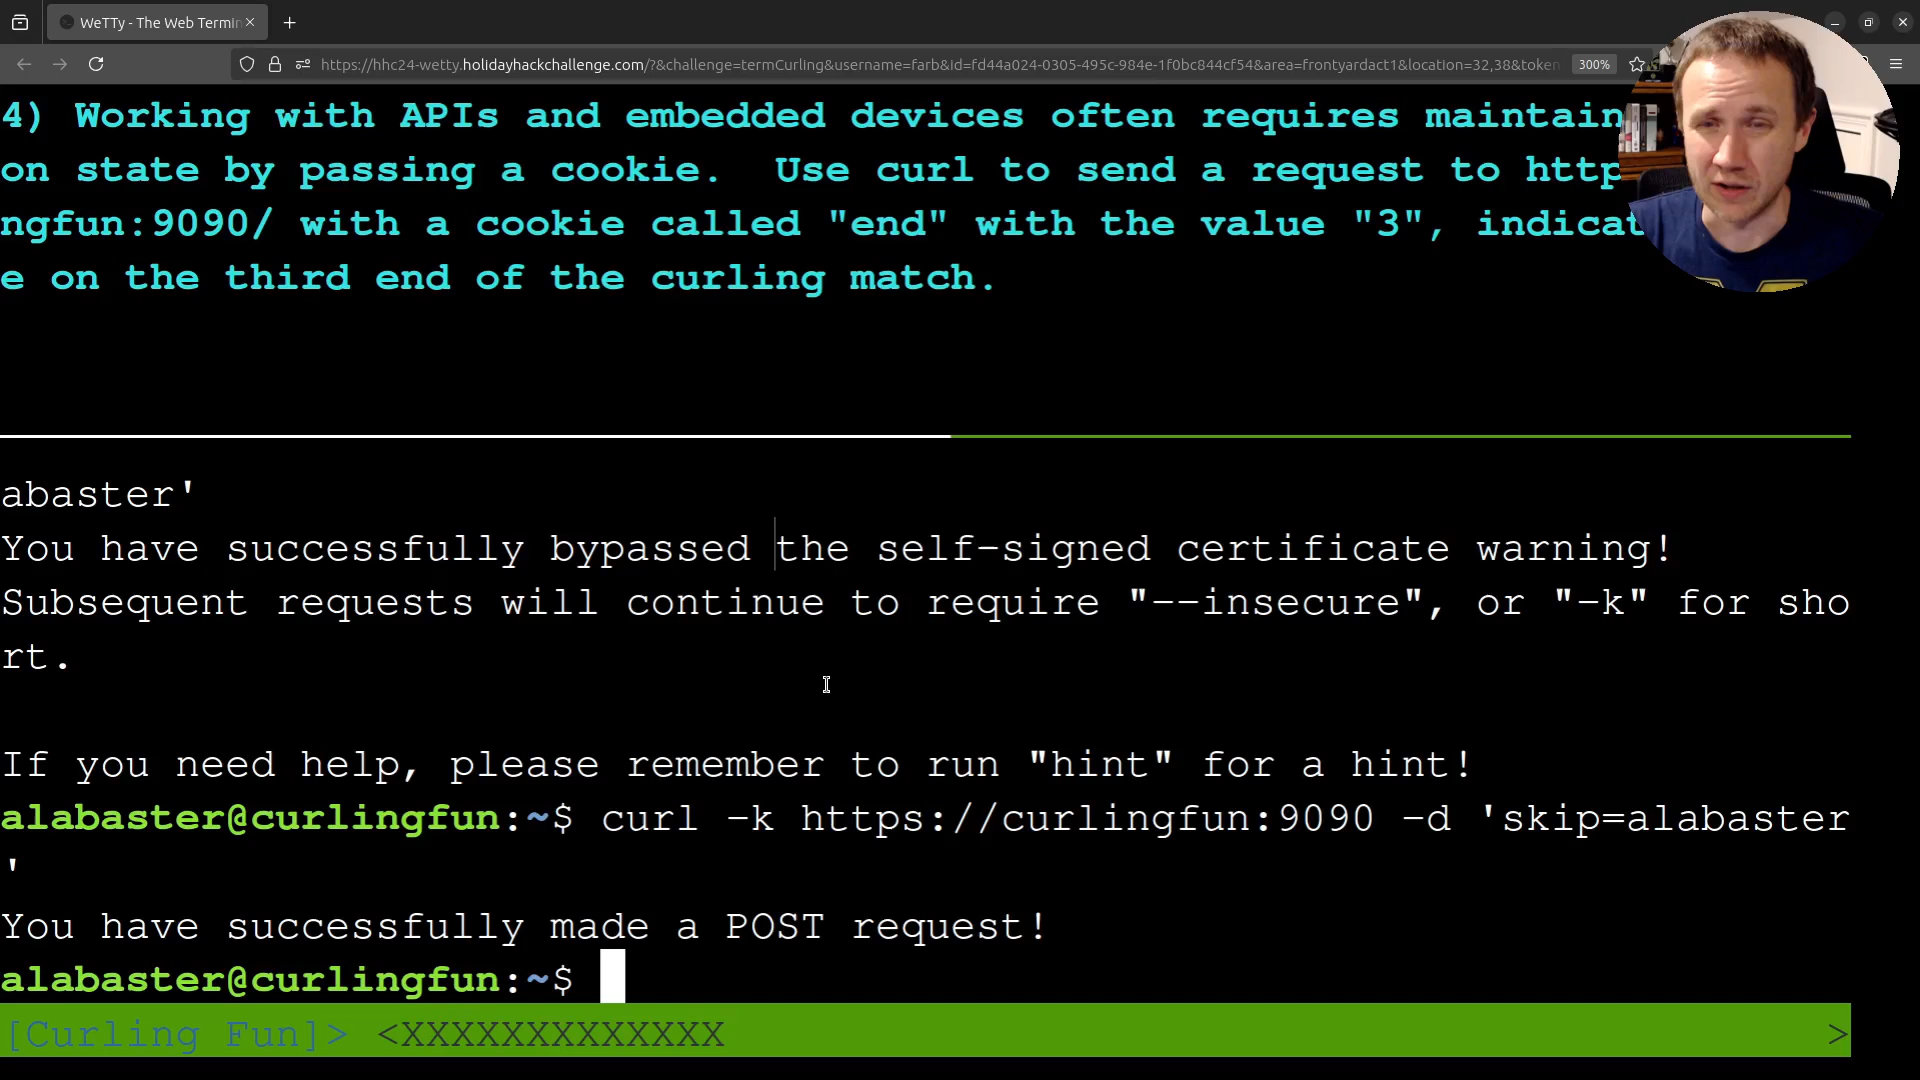 WeTTy - The Web Termin
https://hhc24-wetty.holidayhackchallenge.com/?&challenge=termCurling&username=farb&id=fd44a024-0305-495c-984e-1f0bc844cf54&area=frontyardact1&location=32,38&token
300%
4) Working with APIs and embedded devices often requires maintain
on state by passing a cookie.  Use curl to send a request to http
ngfun:9090/ with a cookie called "end" with the value "3", indicat
e on the third end of the curling match.
abaster'
You have successfully bypassed the self-signed certificate warning!
Subsequent requests will continue to require "--insecure", or "-k" for sho
rt.
If you need help, please remember to run "hint" for a hint!
alabaster@curlingfun:~$ curl -k https://curlingfun:9090 -d 'skip=alabaster
'
You have successfully made a POST request!
alabaster@curlingfun:~$
[Curling Fun]> <XXXXXXXXXXXXX >